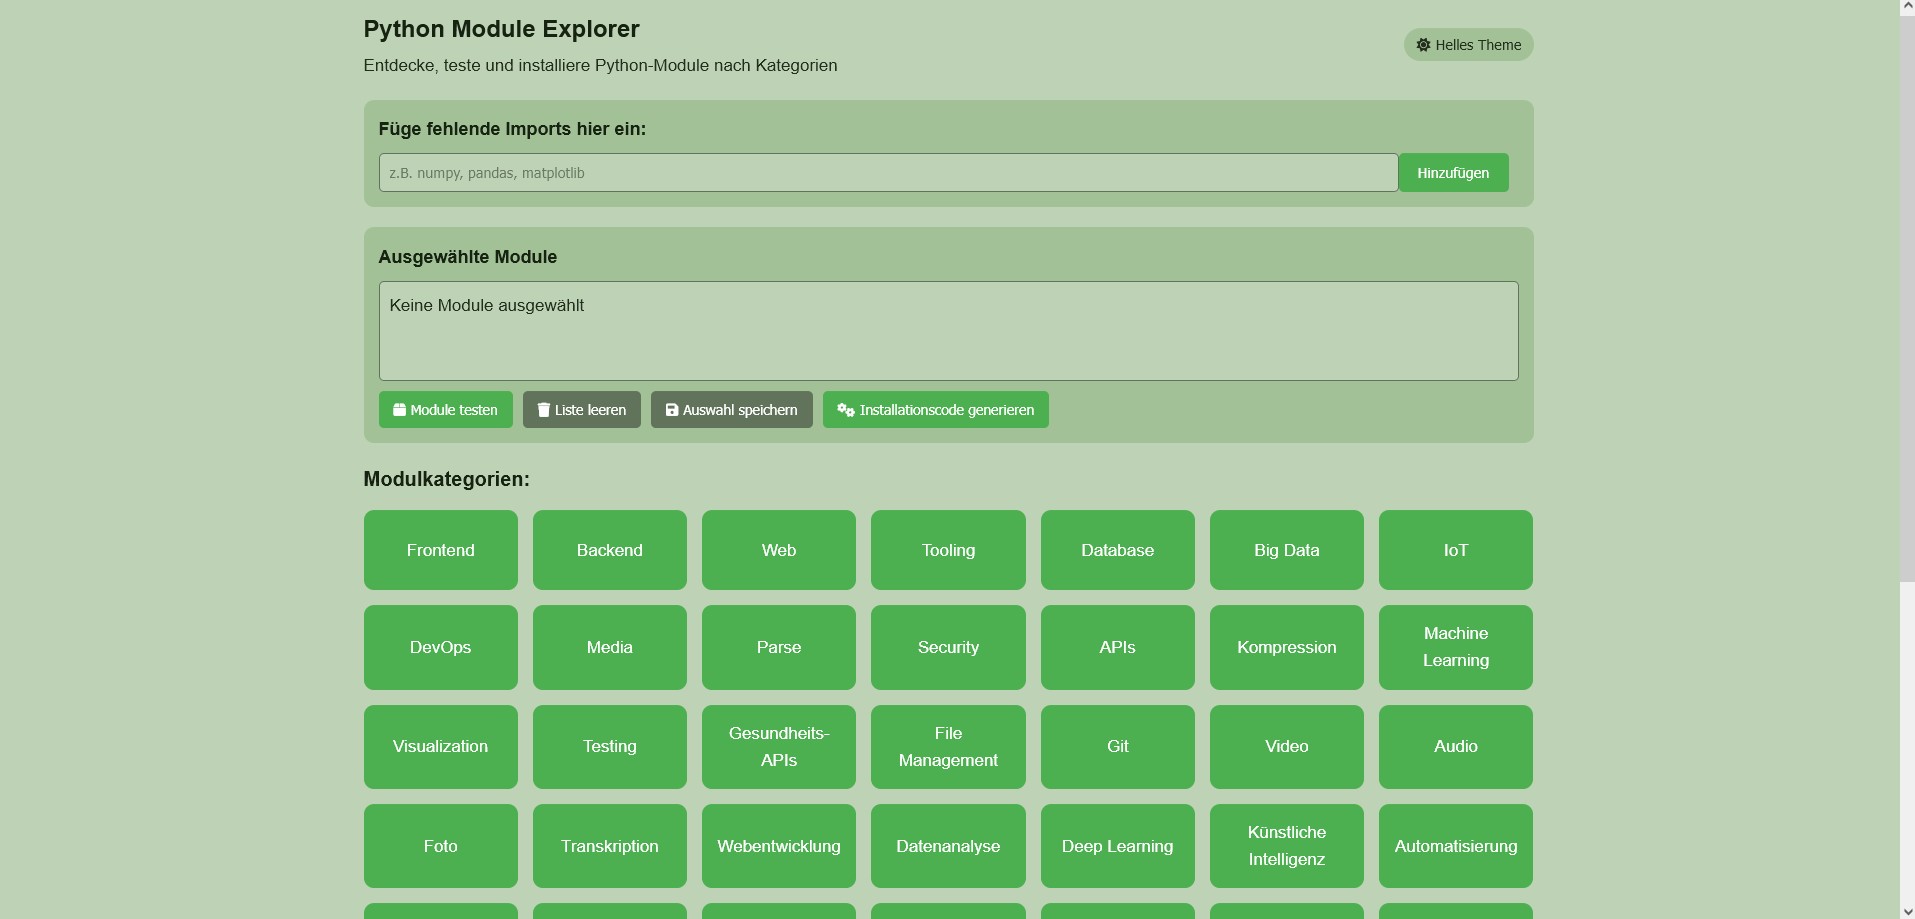 Python Module Explorer
Helles Theme
Entdecke, teste und installiere Python-Module nach Kategorien
Füge fehlende Imports hier ein:
z.B. numpy, pandas, matplotlib
Hinzufügen
Ausgewählte Module
Keine Module ausgewählt
Module testen
Liste leeren
Auswahl speichern
Installationscode generieren
Modulkategorien:
Frontend
Backend
Web
Tooling
Database
Big Data
IoT
DevOps
Media
Parse
Security
APIs
Kompression
Machine
Learning
Visualization
Testing
Gesundheits-
APIs
File
Management
Git
Video
Audio
Foto
Transkription
Webentwicklung
Datenanalyse
Deep Learning
Künstliche
Intelligenz
Automatisierung